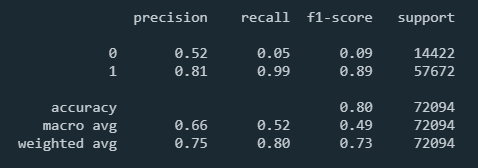 precision recall f1-score support
0 0.52 0.05 0.09 14422
1 0.81 0.99 0.89 57672
accuracy 0.80 72094
macro avg 0.66 0.52 0.49 72094
weighted avg 0.75 0.80 0.73 72094